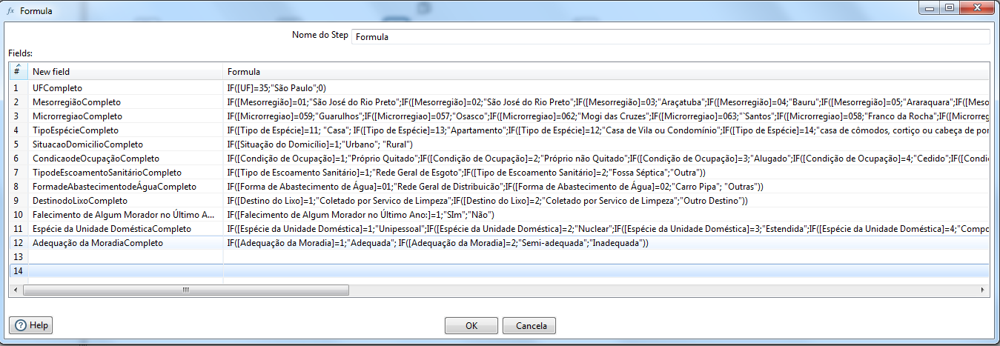 Formula
Nome do Step Formula
Fields:
# New field Formula
1 UFCompleto IF([UF]=35;"São Paulo";0)
2 MesorregiãoCompleto IF([Mesorregião]=01;"São José do Rio Preto";IF([Mesorregião]=02;"São José do Rio Preto";IF([Mesorregião]=03;"Araçatuba";IF([Mesorregião]=04;"Bauru";IF([Mesorregião]=05;"Araraquara";IF([Meso
3 MicrorregiaoCompleto IF([Microrregiao]=059;"Guarulhos";IF([Microrregiao]=057;"Osasco";IF([Microrregiao]=062;"Mogi das Cruzes";IF([Microrregiao]=063;"`Santos";IF([Microrregiao]=058;"Franco da Rocha";IF([Microrreg
4 TipoEspécieCompleto IF([Tipo de Espécie]=11; "Casa"; IF([Tipo de Espécie]=13;"Apartamento";IF([Tipo de Espécie]=12;"Casa de Vila ou Condomínio";IF([Tipo de Espécie]=14;"casa de cômodos, cortiço ou cabeça de por
5 SituacaoDomicilioCompleto IF([Situação do Domicílio]=1;"Urbano"; "Rural")
6 CondicaodeOcupaçãoCompleto IF([Condição de Ocupação]=1;"Próprio Quitado";IF([Condição de Ocupação]=2;"Próprio não Quitado";IF([Condição de Ocupação]=3;"Alugado";IF([Condição de Ocupação]=4;"Cedido";IF([Condi
7 TipodeEscoamentoSanitárioCompleto IF([Tipo de Escoamento Sanitário]=1;"Rede Geral de Esgoto";IF([Tipo de Escoamento Sanitário]=2;"Fossa Séptica";"Outra"))
8 FormadeAbastecimentodeÁguaCompleto IF([Forma de Abastecimento de Água]=01;"Rede Geral de Distribuicão";IF([Forma de Abastecimento de Água]=02;"Carro Pipa"; "Outras"))
9 DestinodoLixoCompleto IF([Destino do Lixo]=1;"Coletado por Servico de Limpeza";IF([Destino do Lixo]=2;"Coletado por Servico de Limpeza";"Outro Destino"))
10 Falecimento de Algum Morador no Último A... IF([Falecimento de Algum Morador no Último Ano:]=1;"SIm";"Não")
11 Espécie da Unidade DomésticaCompleto IF([Espécie da Unidade Doméstica]=1;"Unipessoal";IF([Espécie da Unidade Doméstica]=2;"Nuclear";IF([Espécie da Unidade Doméstica]=3;"Estendida";IF([Espécie da Unidade Doméstica]=4;"Compo
12 Adequação da MoradiaCompleto IF([Adequação da Moradia]=1;"Adequada"; IF([Adequação da Moradia]=2;"Semi-adequada";"Inadequada"))
13
14
Help OK Cancela